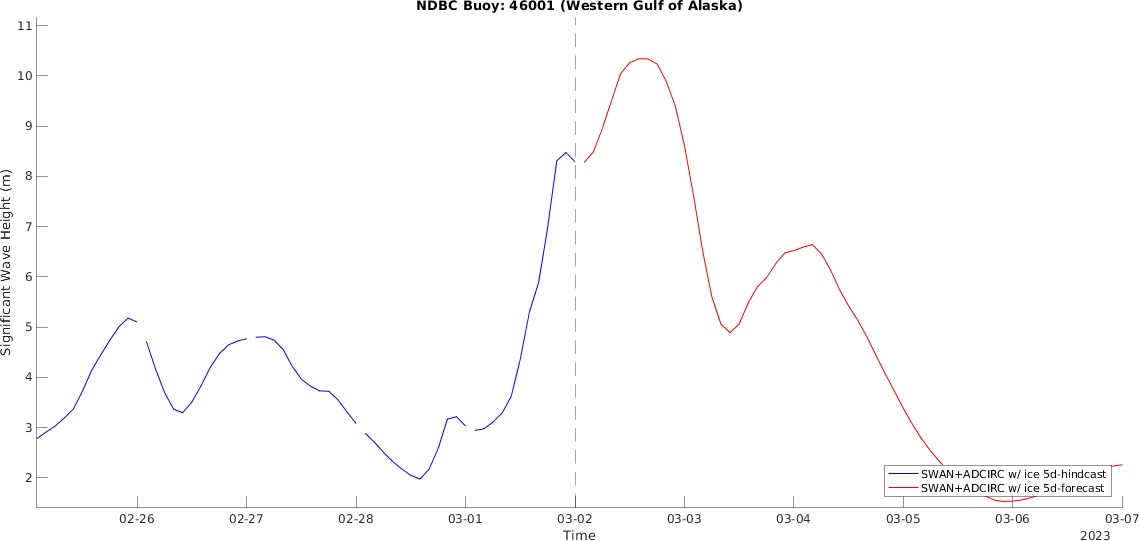 NDBC Buoy: 46001 (Western Gulf of Alaska)
11
10
9
8
7
6
5
4
3
2
Significant Wave Height (m)
SWAN+ADCIRC w/ ice 5d-hindcast
SWAN+ADCIRC w/ ice 5d-forecast
02-26 02-27 02-28 03-01 03-02 03-03 03-04 03-05 03-06 03-07
Time
2023